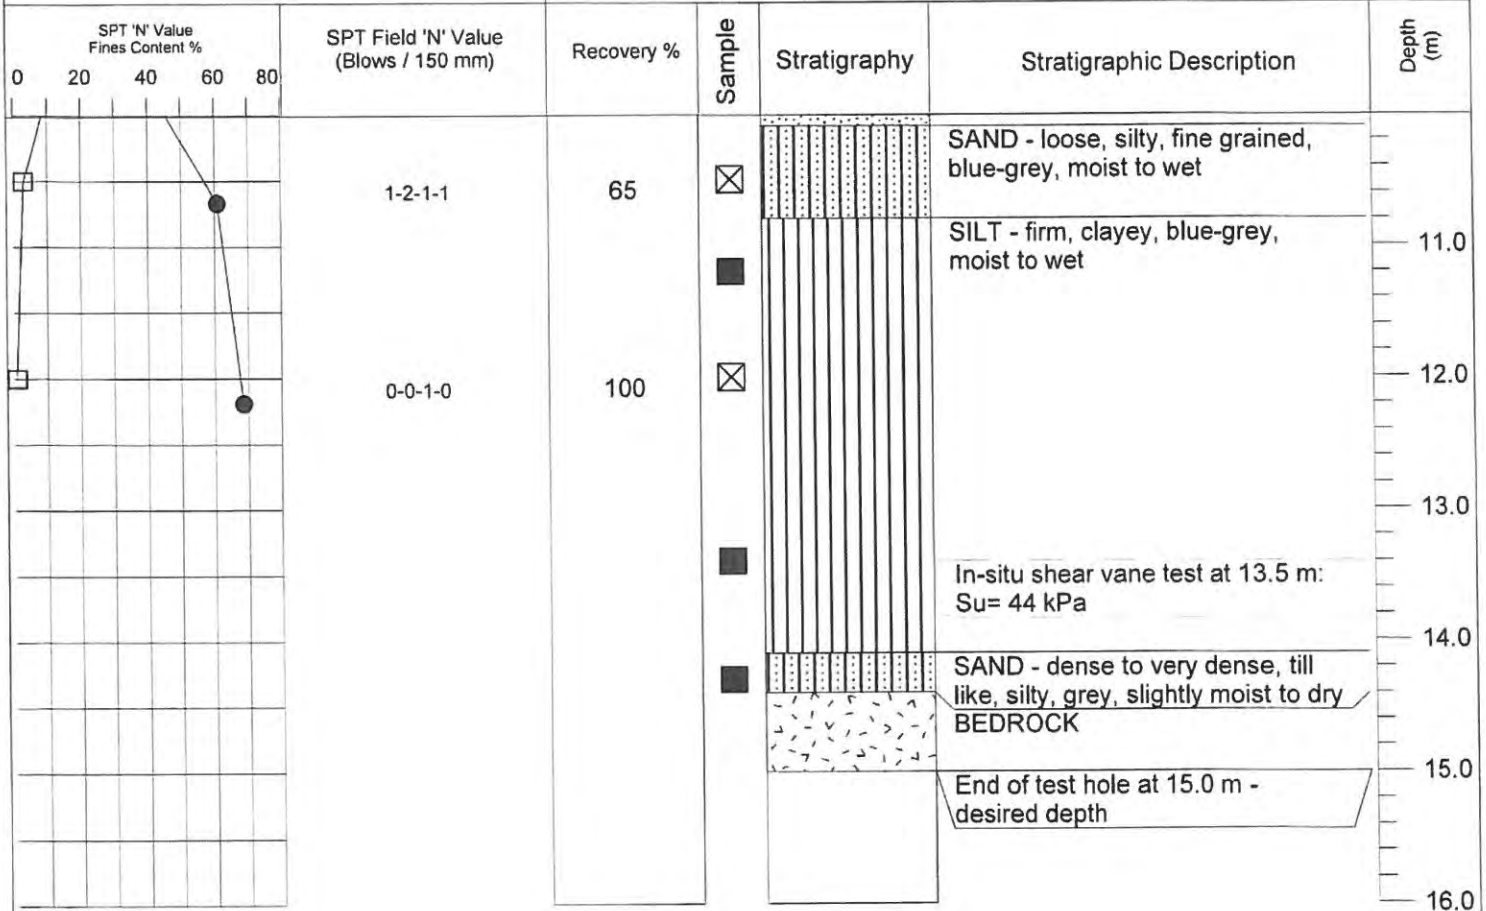 SPT 'N' Value
Fines Content %
0 20 40 60 80
SPT Field 'N' Value
(Blows / 150 mm)
Recovery %
Sample
Stratigraphy
Stratigraphic Description
Depth
(m)
SAND - loose, silty, fine grained,
blue-grey, moist to wet
1-2-1-1
65
SILT - firm, clayey, blue-grey,
moist to wet
11.0
0-0-1-0
100
12.0
13.0
In-situ shear vane test at 13.5 m:
Su= 44 kPa
14.0
SAND - dense to very dense, till
like, silty, grey, slightly moist to dry
BEDROCK
15.0
End of test hole at 15.0 m -
desired depth
16.0